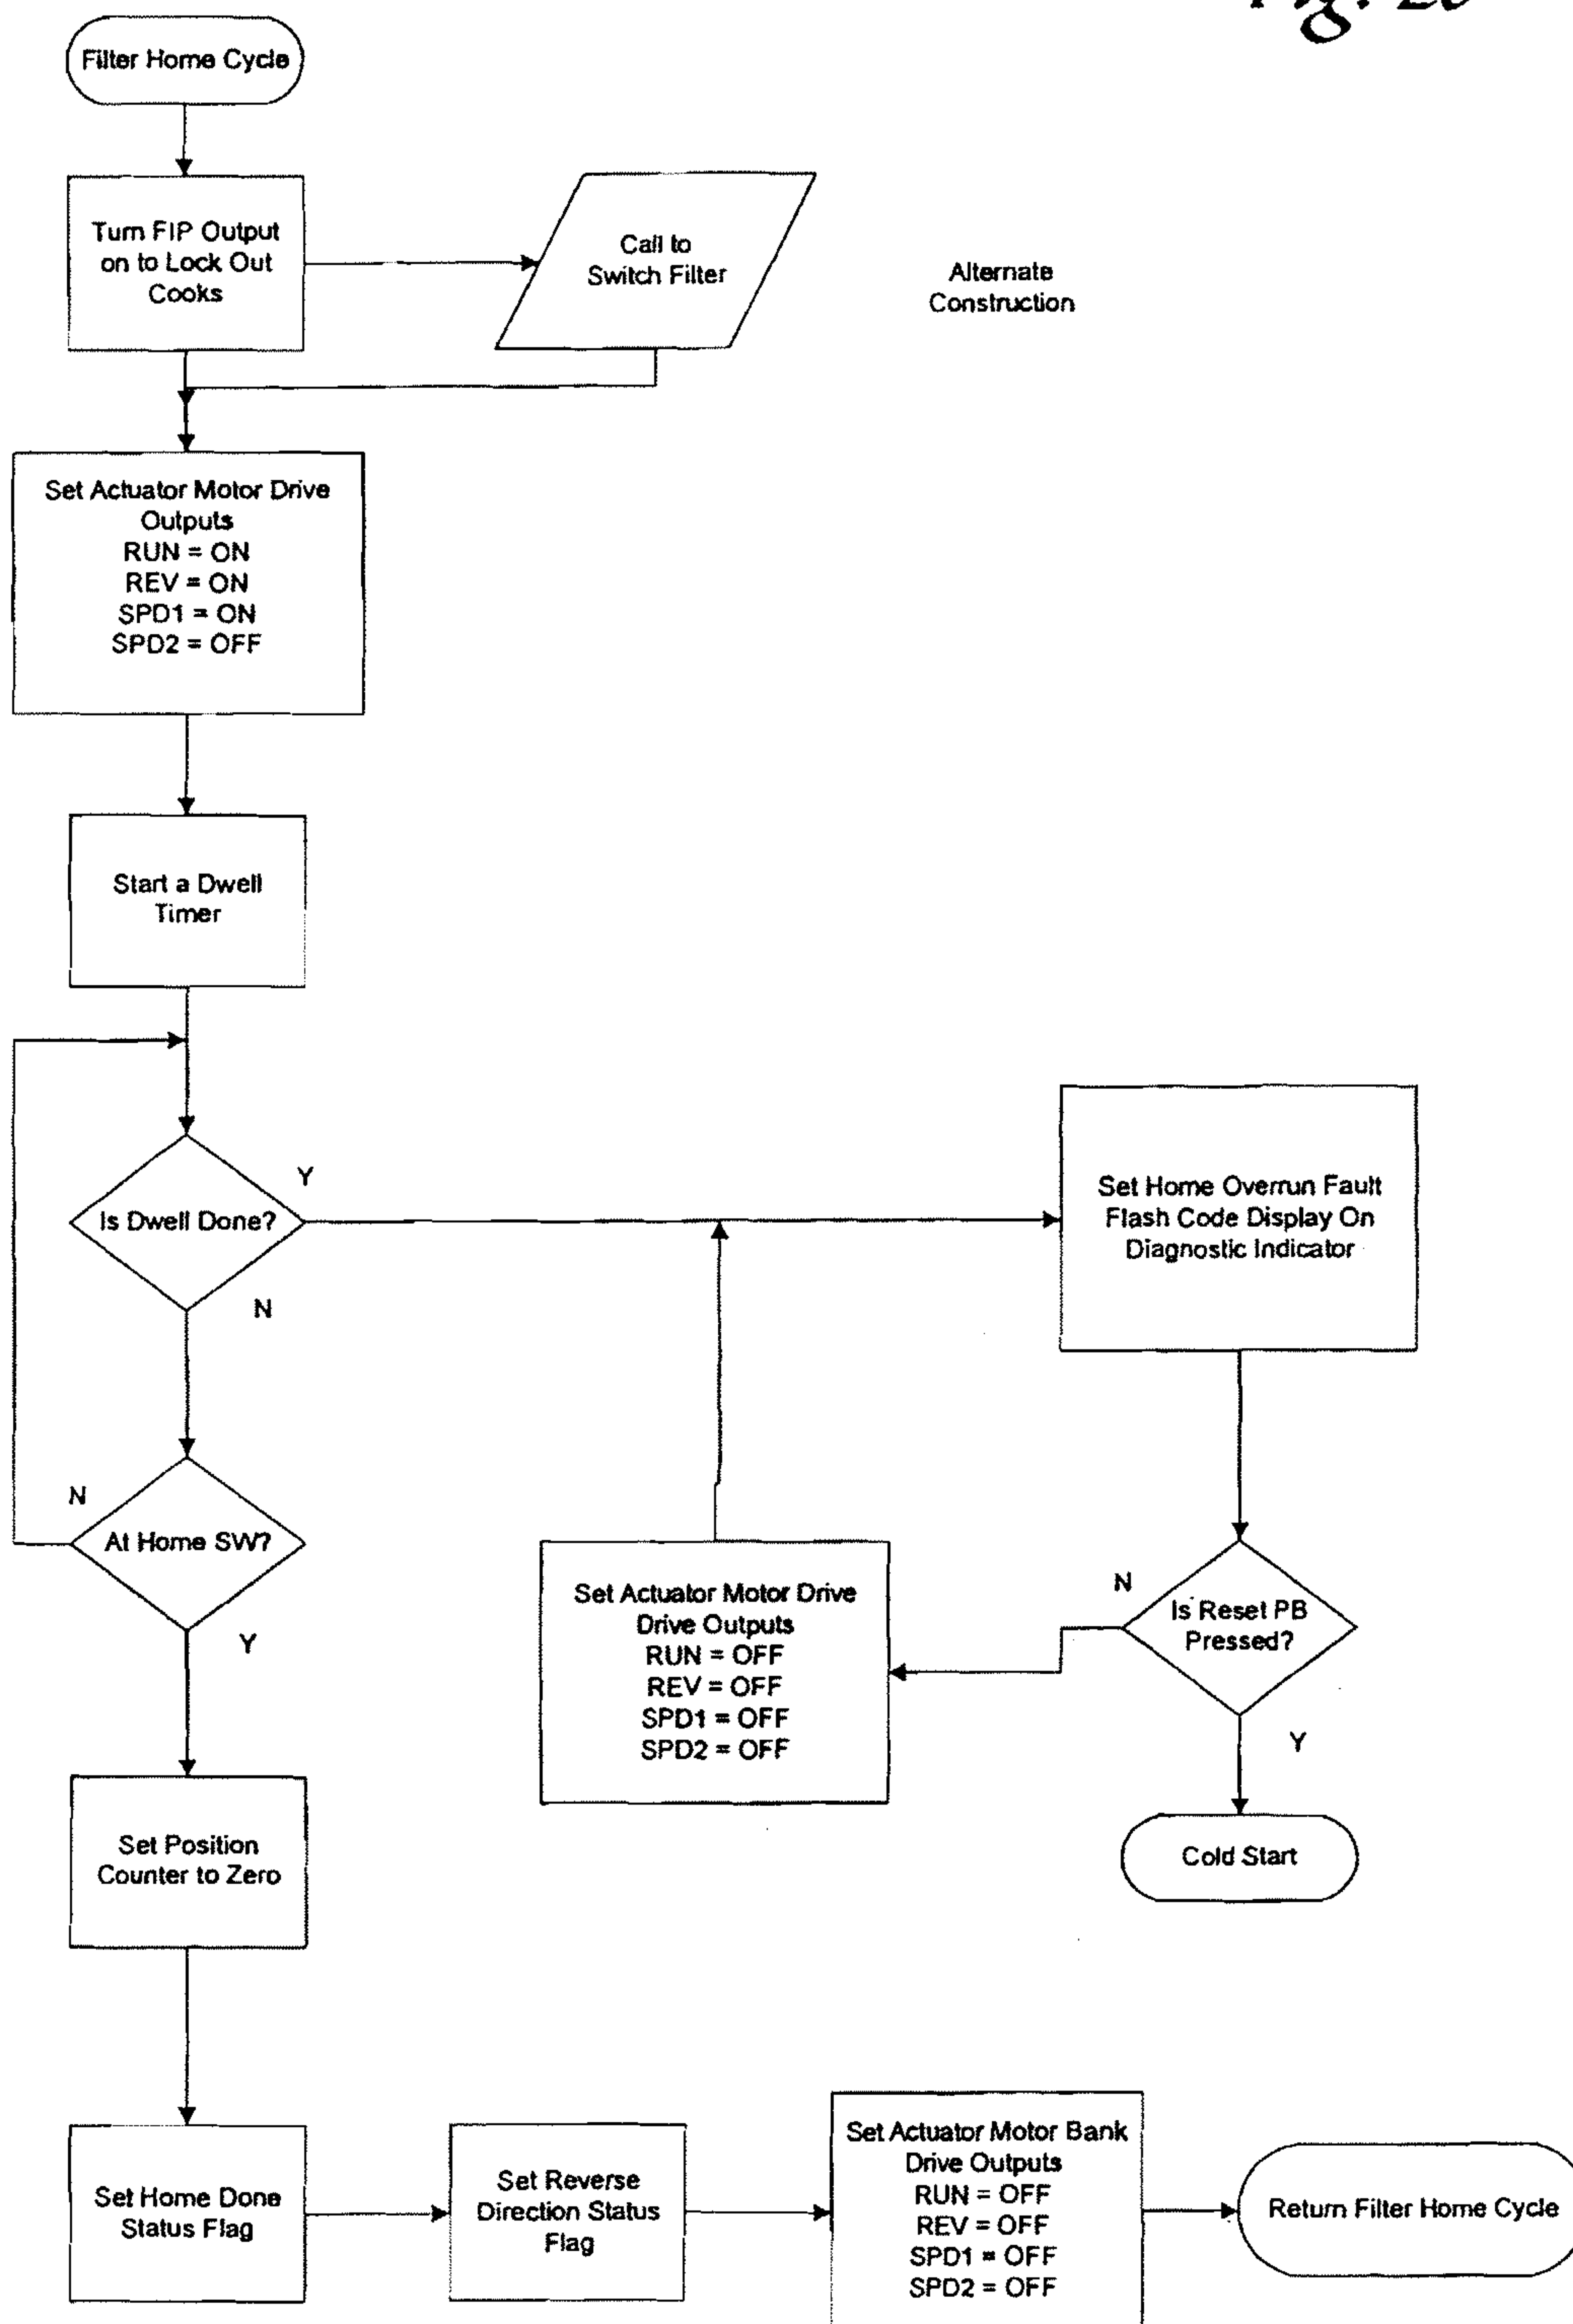 Filter Home Cycle
Turn FIP Output
on to Lock Out
Cooks
Call to
Switch Filter
Alternate
Construction
Set Actuator Motor Drive
Outputs
RUN = ON
REV = ON
SPD1 = ON
SPD2 = OFF
Start a Dwell
Timer
Is Dwell Done?
Y
N
Set Home Overrun Fault
Flash Code Display On
Diagnostic Indicator
At Home SW?
N
Y
Set Actuator Motor Drive
Drive Outputs
RUN = OFF
REV = OFF
SPD1 = OFF
SPD2 = OFF
N
Is Reset PB
Pressed?
Y
Cold Start
Set Position
Counter to Zero
Set Home Done
Status Flag
Set Reverse
Direction Status
Flag
Set Actuator Motor Bank
Drive Outputs
RUN = OFF
REV = OFF
SPD1 = OFF
SPD2 = OFF
Return Filter Home Cycle